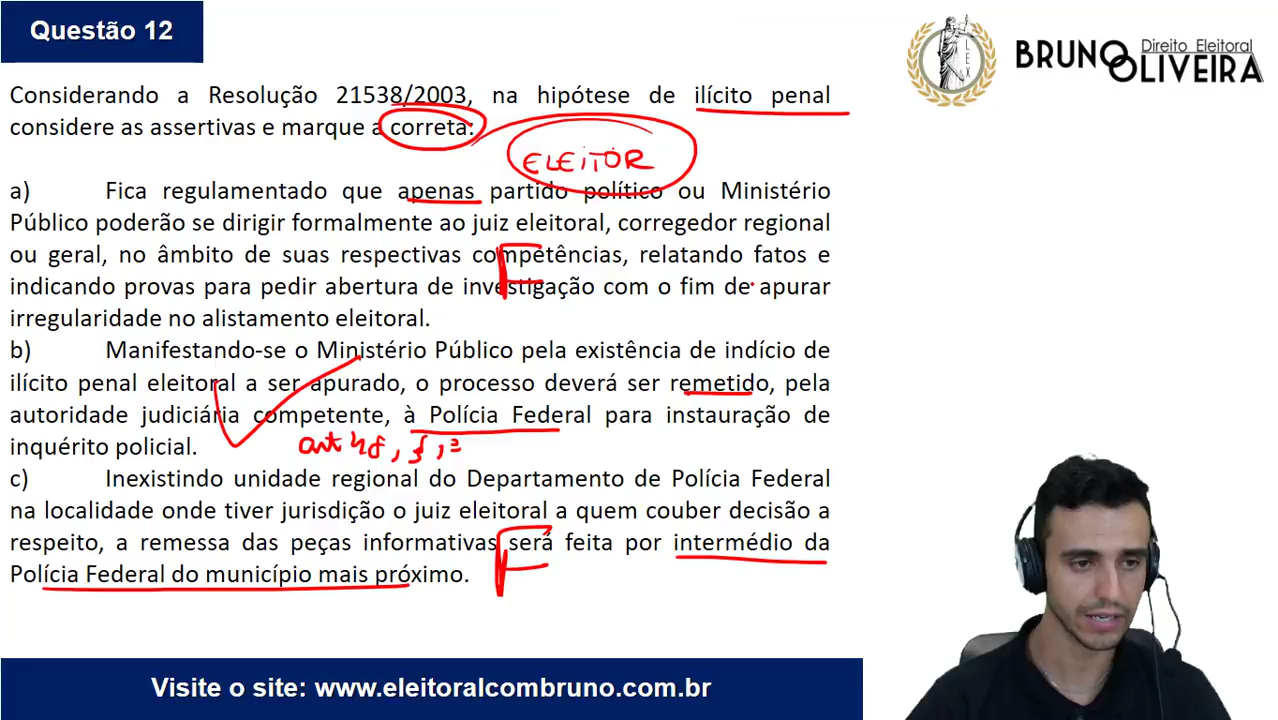 Questão 12
LEX
BRUNO OLIVEIRA
Direito Eleitoral
Considerando a Resolução 21538/2003, na hipótese de ilícito penal
considere as assertivas e marque a correta:
ELEITOR
a) Fica regulamentado que apenas partido político ou Ministério
Público poderão se dirigir formalmente ao juiz eleitoral, corregedor regional
ou geral, no âmbito de suas respectivas competências, relatando fatos e
indicando provas para pedir abertura de investigação com o fim de apurar
irregularidade no alistamento eleitoral.
F
b) Manifestando-se o Ministério Público pela existência de indício de
ilícito penal eleitoral a ser apurado, o processo deverá ser remetido, pela
autoridade judiciária competente, à Polícia Federal para instauração de
inquérito policial.
art 48, §
c) Inexistindo unidade regional do Departamento de Polícia Federal
na localidade onde tiver jurisdição o juiz eleitoral a quem couber decisão a
respeito, a remessa das peças informativas será feita por intermédio da
Polícia Federal do município mais próximo.
F
Visite o site: www.eleitoralcombruno.com.br